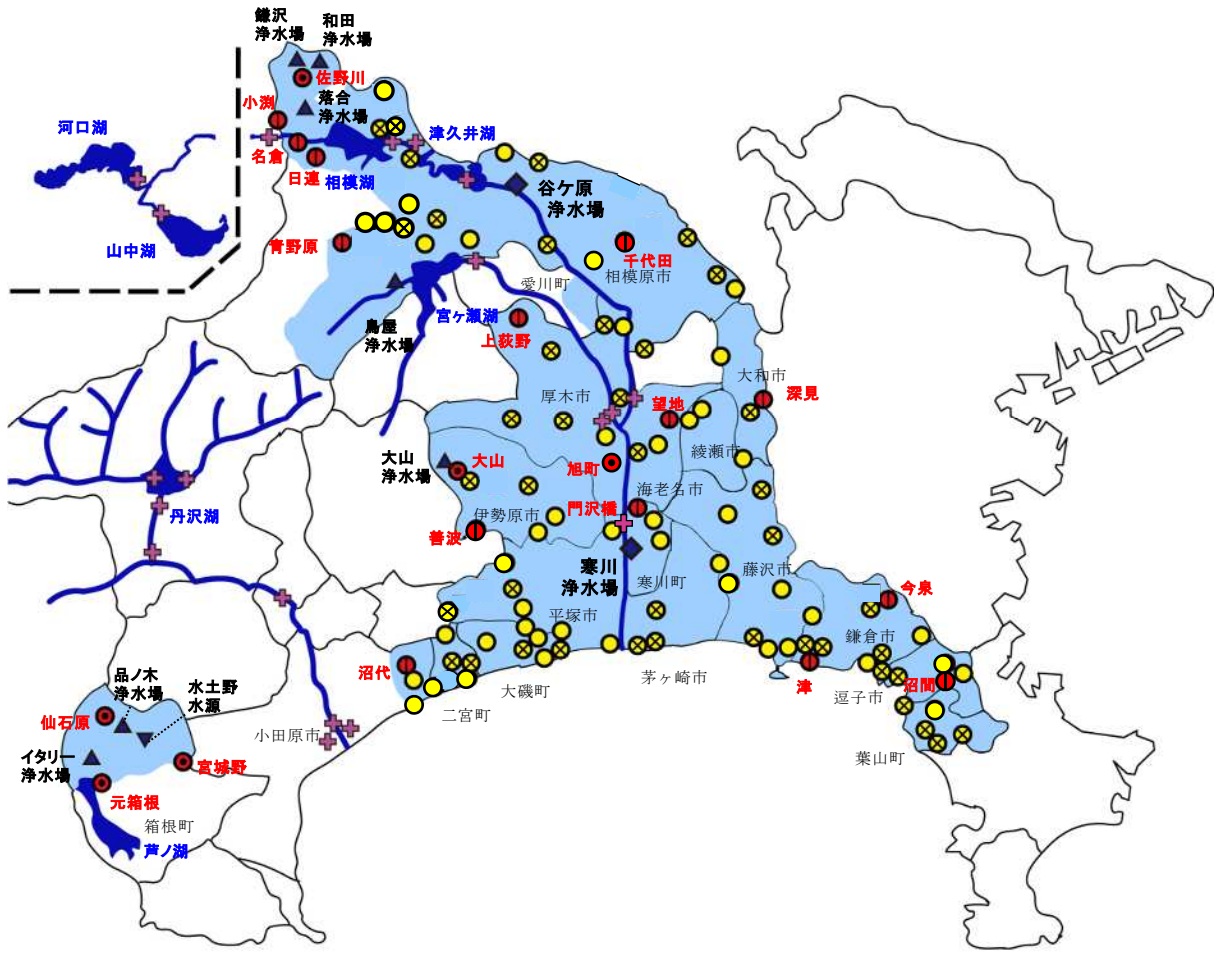 鎌沢
浄水場
和田
浄水場
佐野川
小渕
落合
浄水場
河口湖
津久井湖
名倉
日連
相模湖
谷ケ原
浄水場
山中湖
青野原
千代田
愛川町
相模原市
宮ヶ瀬湖
鳥屋
浄水場
上荻野
大和市
厚木市
望地
深見
綾瀬市
大山
浄水場
大山
旭町
海老名市
丹沢湖
伊勢原市
門沢橋
善波
寒川
浄水場
寒川町
藤沢市
今泉
平塚市
鎌倉市
沼代
大磯町
茅ヶ崎市
津
沼間
逗子市
品ノ木
浄水場
水土野
水源
仙石原
二宮町
小田原市
葉山町
イタリー
浄水場
宮城野
元箱根
箱根町
芦ノ湖